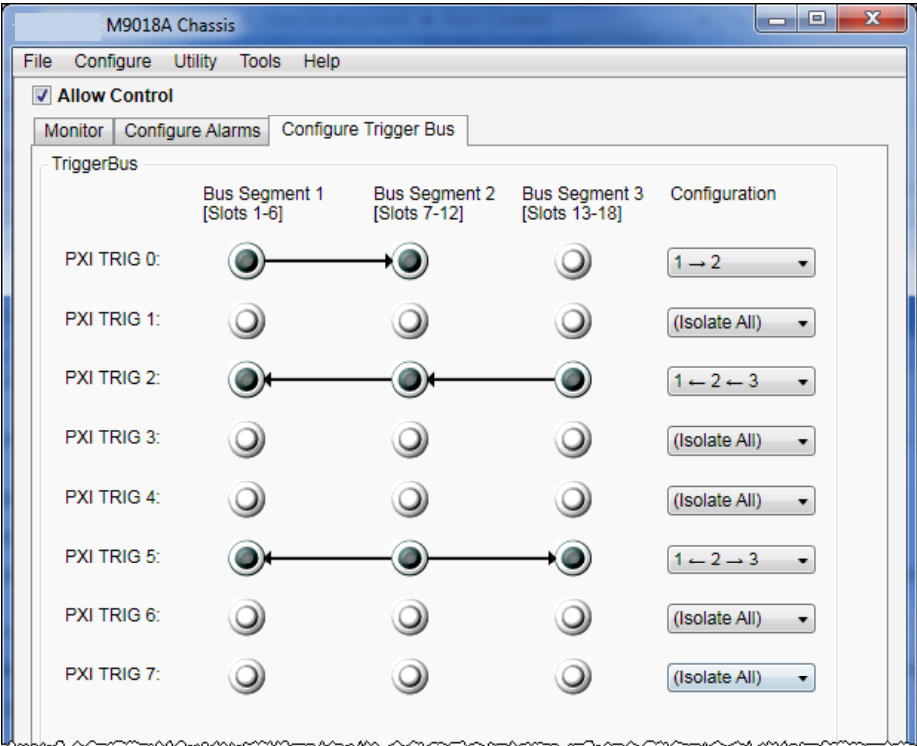 M9018A Chassis
File Configure Utility Tools Help
Allow Control
Monitor Configure Alarms Configure Trigger Bus
TriggerBus
Bus Segment 1 Bus Segment 2 Bus Segment 3 Configuration
[Slots 1-6] [Slots 7-12] [Slots 13-18]
PXI TRIG 0: 1 → 2
PXI TRIG 1: (Isolate All)
PXI TRIG 2: 1 ← 2 ← 3
PXI TRIG 3: (Isolate All)
PXI TRIG 4: (Isolate All)
PXI TRIG 5: 1 ← 2 → 3
PXI TRIG 6: (Isolate All)
PXI TRIG 7: (Isolate All)